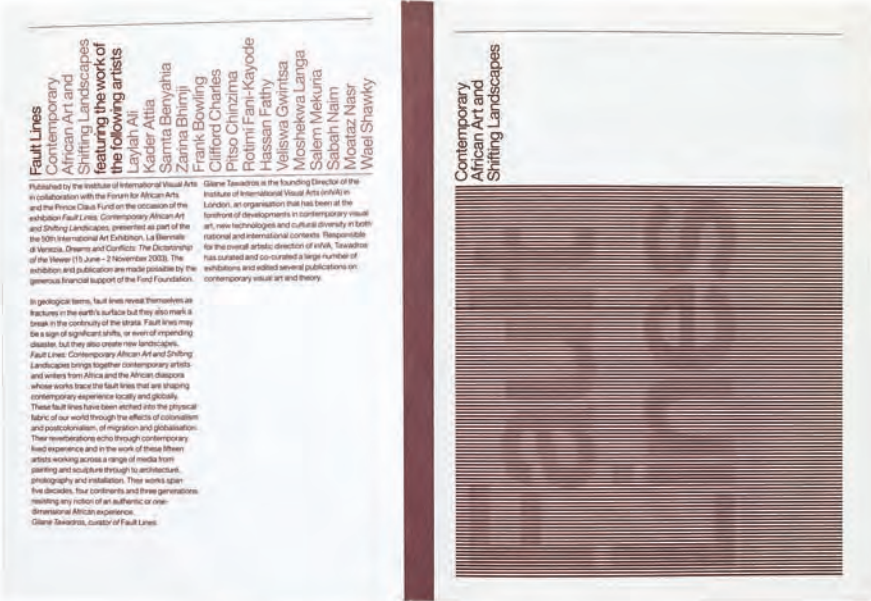 Fault Lines
Contemporary
African Art and
Shifting Landscapes
featuring the work of
the following artists
Laylah Ali
Kader Attia
Samta Benyahia
Zarina Bhimji
Frank Bowling
Clifford Charles
Pitso Chinzima
Rotimi Fani-Kayode
Hassan Fathy
Veliswa Gwintsa
Moshekwa Langa
Salem Mekuria
Sabah Naim
Moataz Nasr
Wael Shawky
Published by the Institute of International Visual Arts
in collaboration with the Forum for African Arts
and the Prince Claus Fund on the occasion of the
exhibition Fault Lines: Contemporary African Art
and Shifting Landscapes, presented as part of the
the 50th International Art Exhibition, La Biennale
di Venezia, Dreams and Conflicts: The Dictatorship
of the Viewer (15 June – 2 November 2003). The
exhibition and publication are made possible by the
generous financial support of the Ford Foundation.
In geological terms, fault lines reveal themselves as
fractures in the earth's surface but they also mark a
break in the continuity of the strata. Fault lines may
be a sign of significant shifts, or even of impending
disaster, but they also create new landscapes.
Fault Lines: Contemporary African Art and Shifting
Landscapes brings together contemporary artists
and writers from Africa and the African diaspora
whose works trace the fault lines that are shaping
contemporary experience locally and globally.
These fault lines have been etched into the physical
fabric of our world through the effects of colonialism
and postcolonialism, of migration and globalisation.
Their reverberations echo through contemporary
lived experience and in the work of these fifteen
artists working across a range of media from
painting and sculpture through to architecture,
photography and installation. Their works span
five decades, four continents and three generations
resisting any notion of an authentic or one-
dimensional African experience.
Gilane Tawadros, curator of Fault Lines
Gilane Tawadros is the founding Director of the
Institute of International Visual Arts (inIVA) in
London, an organisation that has been at the
forefront of developments in contemporary visual
art, new technologies and cultural diversity in both
national and international contexts. Responsible
for the overall artistic direction of inIVA, Tawadros
has curated and co-curated a large number of
exhibitions and edited several publications on
contemporary visual art and theory.
Contemporary
African Art and
Shifting Landscapes